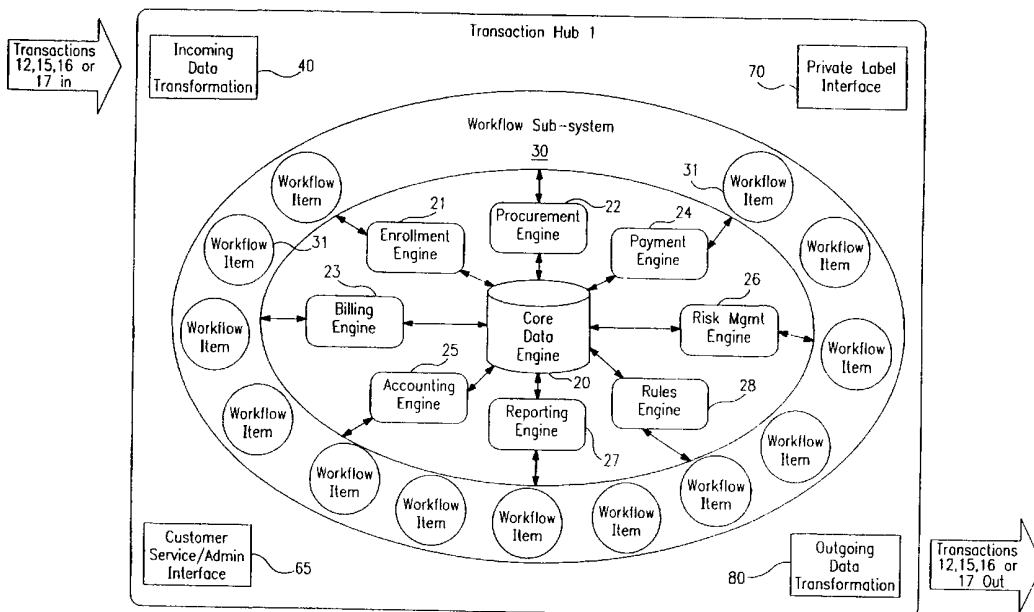 Transaction Hub 1
Transactions
12,15,16 or
17 in
Incoming
Data
Transformation
40
70
Private Label
Interface
Workflow Sub-system
30
Workflow
Item
31
Workflow
Item
21
Enrollment
Engine
22
Procurement
Engine
24
Payment
Engine
Workflow
Item
31
Workflow
Item
23
Billing
Engine
Core
Data
Engine
20
26
Risk Mgmt
Engine
Workflow
Item
Workflow
Item
25
Accounting
Engine
Reporting
Engine
27
Rules
Engine
28
Workflow
Item
Workflow
Item
Workflow
Item
Workflow
Item
Workflow
Item
Workflow
Item
Workflow
Item
Workflow
Item
Workflow
Item
Customer
Service/Admin
Interface
65
80
Outgoing
Data
Transformation
Transactions
12,15,16 or
17 Out